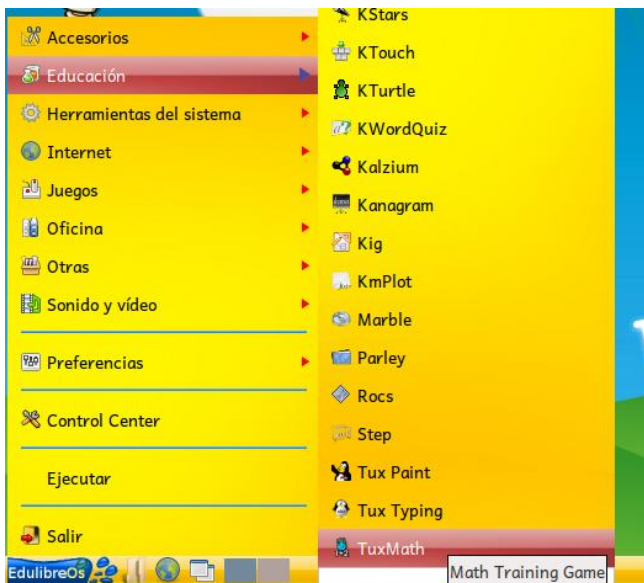 Accesorios
Educación
Herramientas del sistema
Internet
Juegos
Oficina
Otras
Sonido y vídeo
Preferencias
Control Center
Ejecutar
Salir
EdulibreOs
KStars
KTouch
KTurtle
KWordQuiz
Kalzium
Kanagram
Kig
KmPlot
Marble
Parley
Rocs
Step
Tux Paint
Tux Typing
TuxMath
Math Training Game